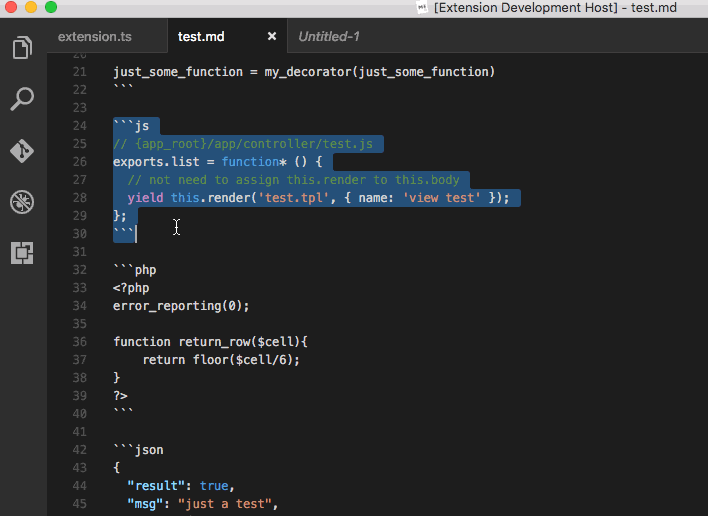 [Extension Development Host] - test.md
extension.ts
test.md
Untitled-1
20
21 just_some_function = my_decorator(just_some_function)
22 ```
23
24 ```js
25 // {app_root}/app/controller/test.js
26 exports.list = function* () {
27   // not need to assign this.render to this.body
28   yield this.render('test.tpl', { name: 'view test' });
29 };
30 ```
31
32 ```php
33 <?php
34 error_reporting(0);
35
36 function return_row($cell){
37     return floor($cell/6);
38 }
39 ?>
40 ```
41
42 ```json
43 {
44   "result": true,
45   "msg": "just a test",